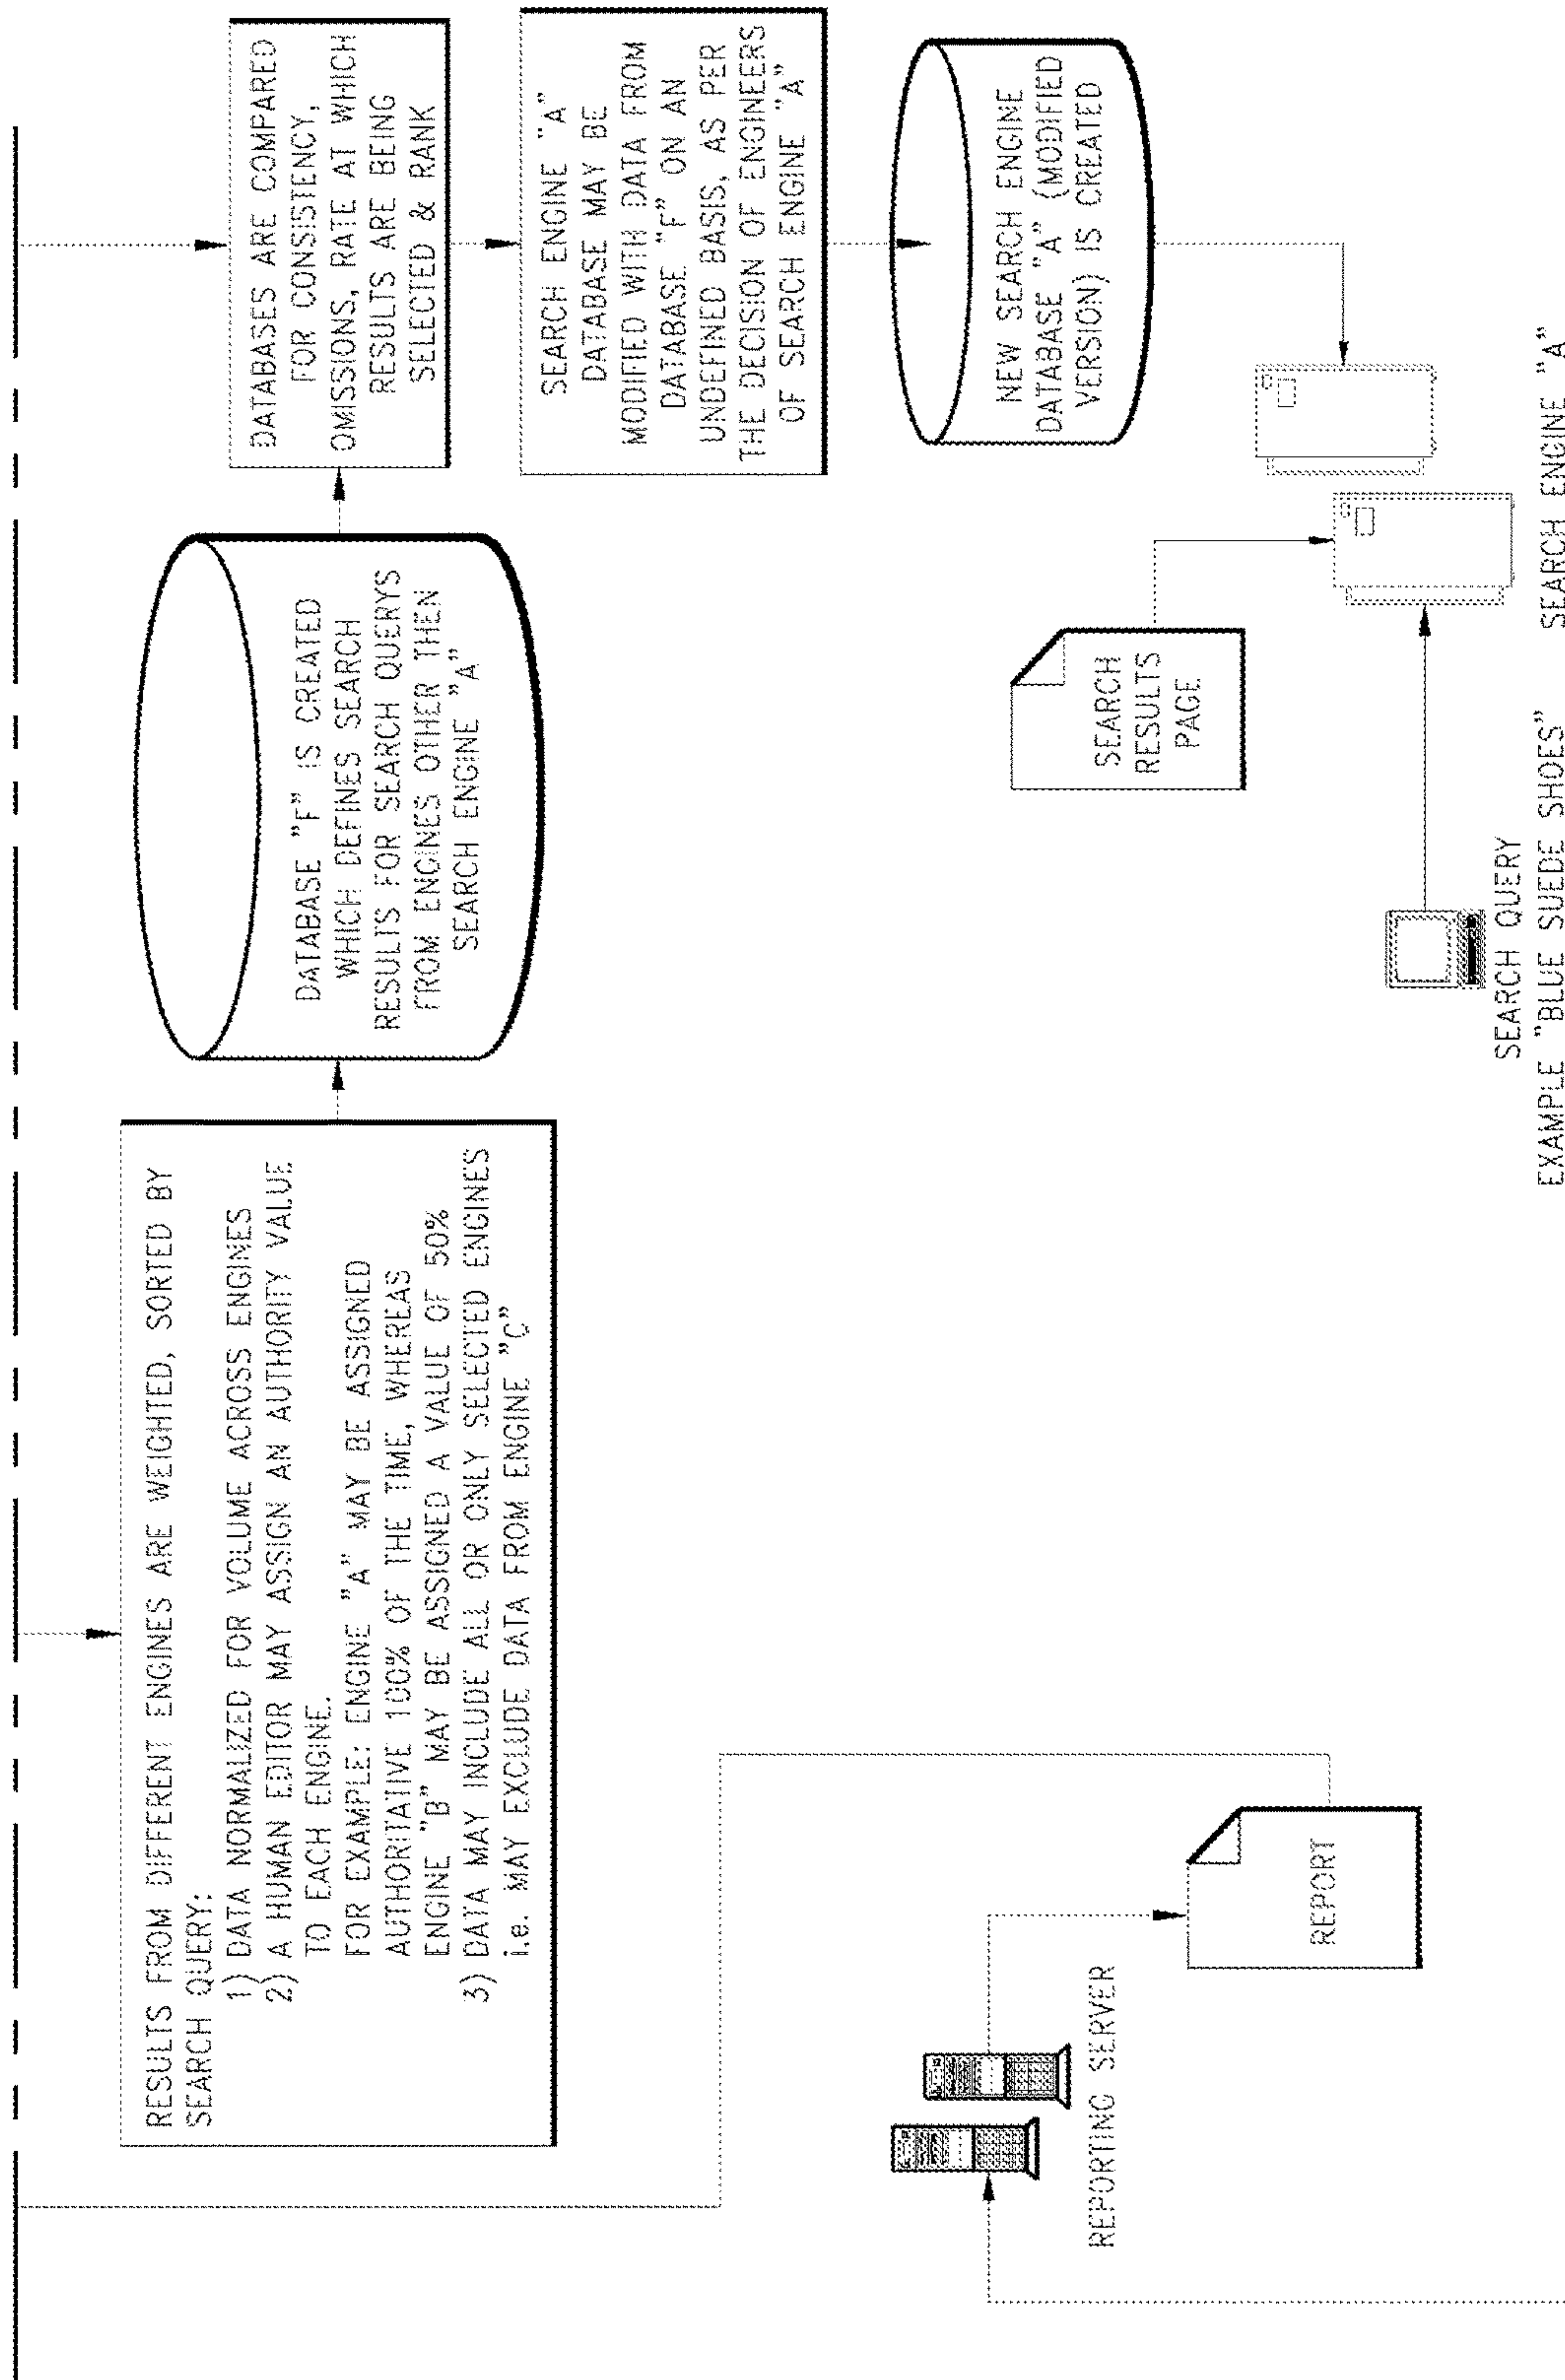 RESULTS FROM DIFFERENT ENGINES ARE WEIGHTED, SORTED BY
SEARCH QUERY:
1) DATA NORMALIZED FOR VOLUME ACROSS ENGINES
2) A HUMAN EDITOR MAY ASSIGN AN AUTHORITY VALUE
TO EACH ENGINE.
FOR EXAMPLE: ENGINE "A" MAY BE ASSIGNED
AUTHORITATIVE 100% OF THE TIME, WHEREAS
ENGINE "B" MAY BE ASSIGNED A VALUE OF 50%
3) DATA MAY INCLUDE ALL OR ONLY SELECTED ENGINES
i.e. MAY EXCLUDE DATA FROM ENGINE "C"
DATABASE "F" IS CREATED
WHICH DEFINES SEARCH
RESULTS FOR SEARCH QUERYS
FROM ENGINES OTHER THEN
SEARCH ENGINE "A"
DATABASES ARE COMPARED
FOR CONSISTENCY,
OMISSIONS, RATE AT WHICH
RESULTS ARE BEING
SELECTED & RANK
SEARCH ENGINE "A"
DATABASE MAY BE
MODIFIED WITH DATA FROM
DATABASE "F" ON AN
UNDEFINED BASIS, AS PER
THE DECISION OF ENGINEERS
OF SEARCH ENGINE "A"
NEW SEARCH ENGINE
DATABASE "A" (MODIFIED
VERSION) IS CREATED
REPORTING SERVER
REPORT
SEARCH
RESULTS
PAGE
SEARCH QUERY
EXAMPLE "BLUE SUEDE SHOES"
SEARCH ENGINE "A"